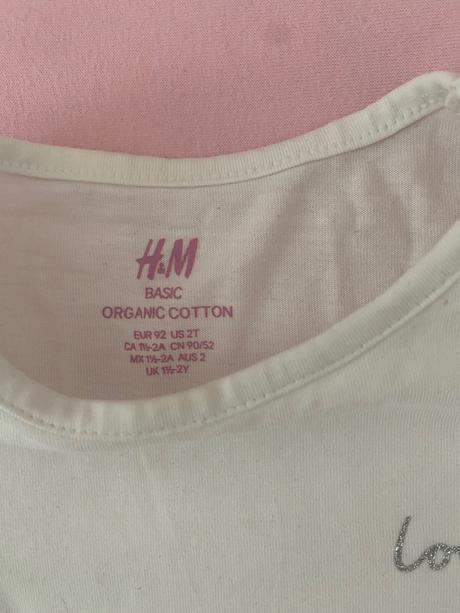 H&M
BASIC
ORGANIC COTTON
EUR 92 US 2T
CA 1½-2A CN 90/52
MX 1½-2A AUS 2
UK 1½-2Y